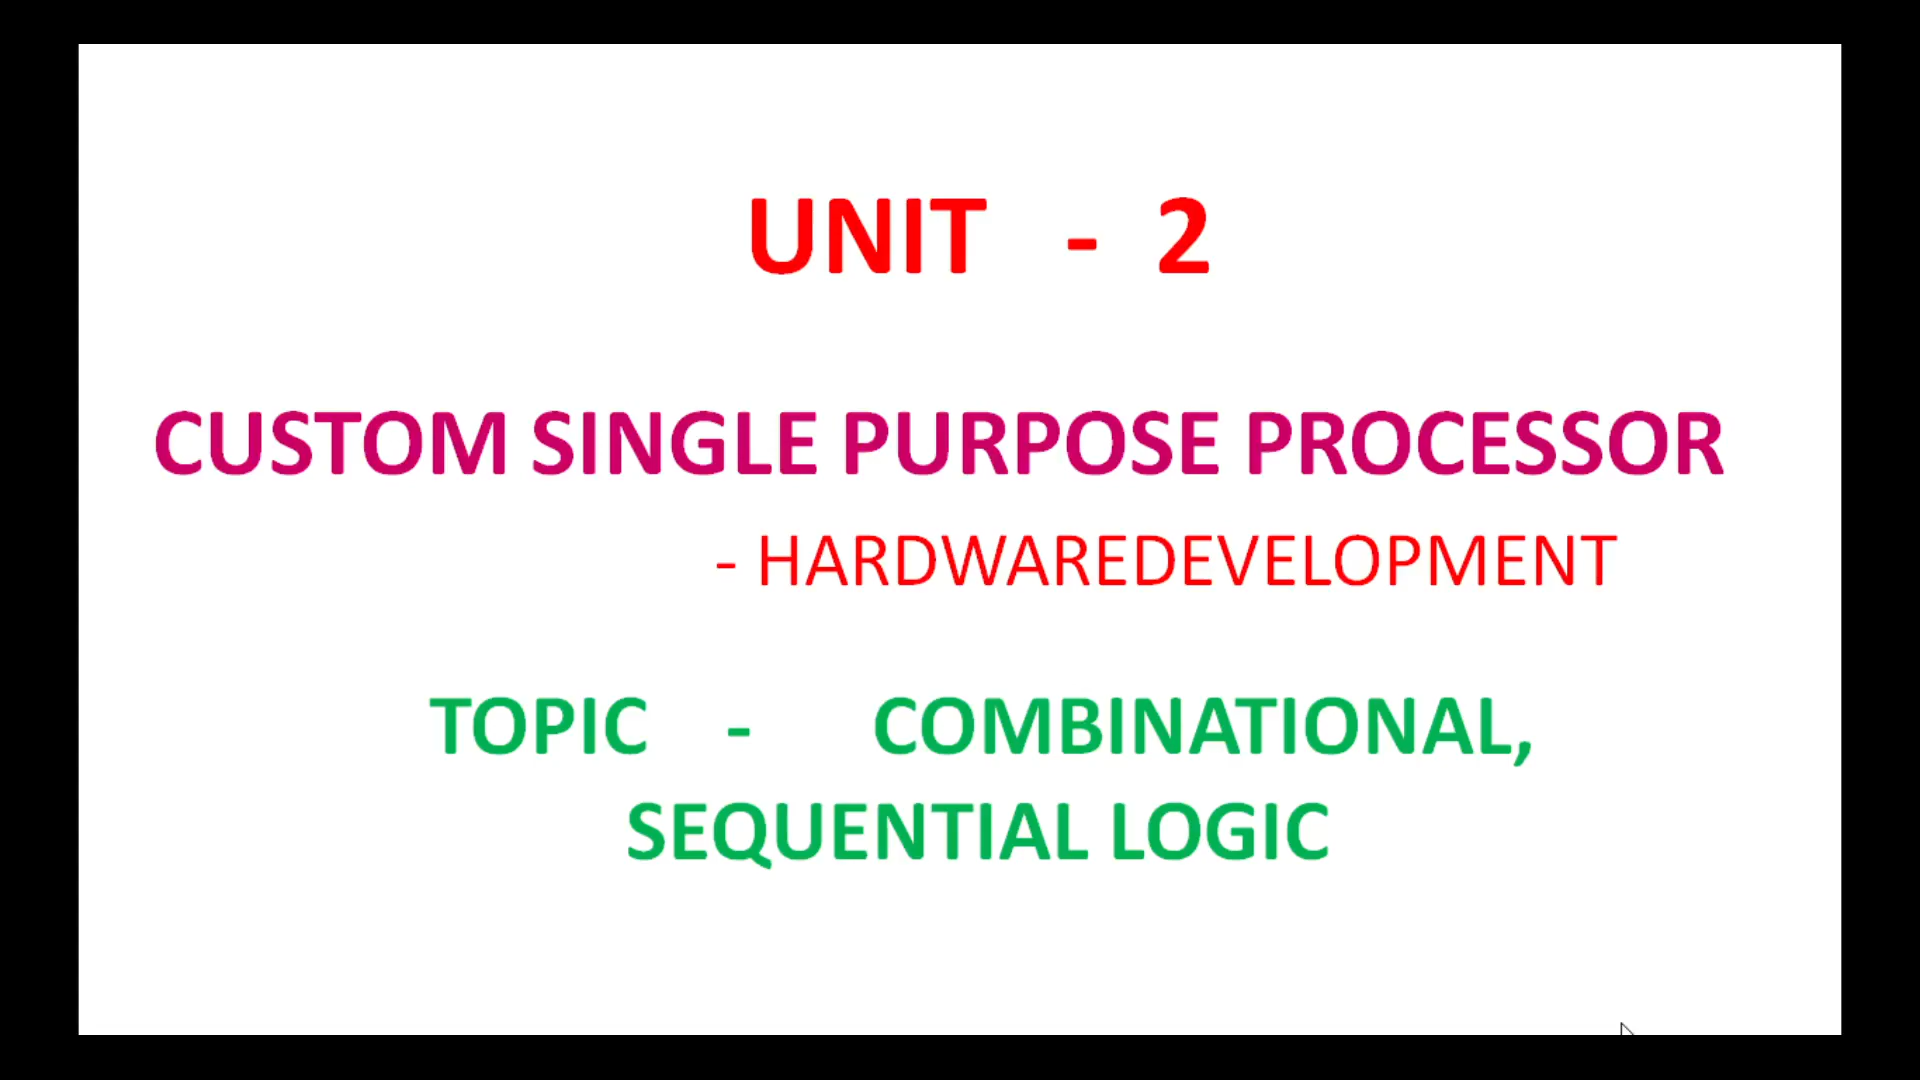 UNIT - 2
CUSTOM SINGLE PURPOSE PROCESSOR
- HARDWAREDEVELOPMENT
TOPIC - COMBINATIONAL,
SEQUENTIAL LOGIC